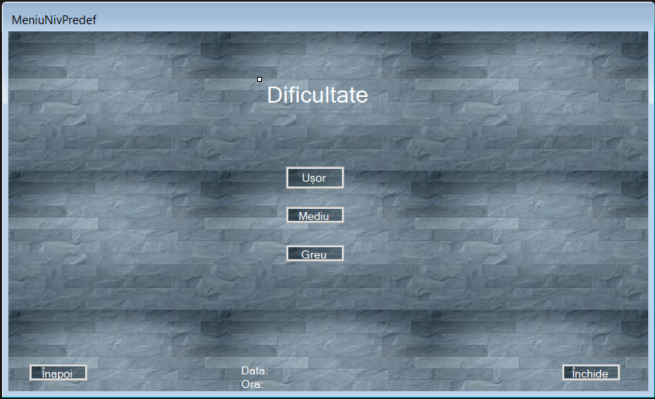 MeniuNivPredef
Dificultate
Ușor
Mediu
Greu
Înapoi
Data:
Ora:
Închide